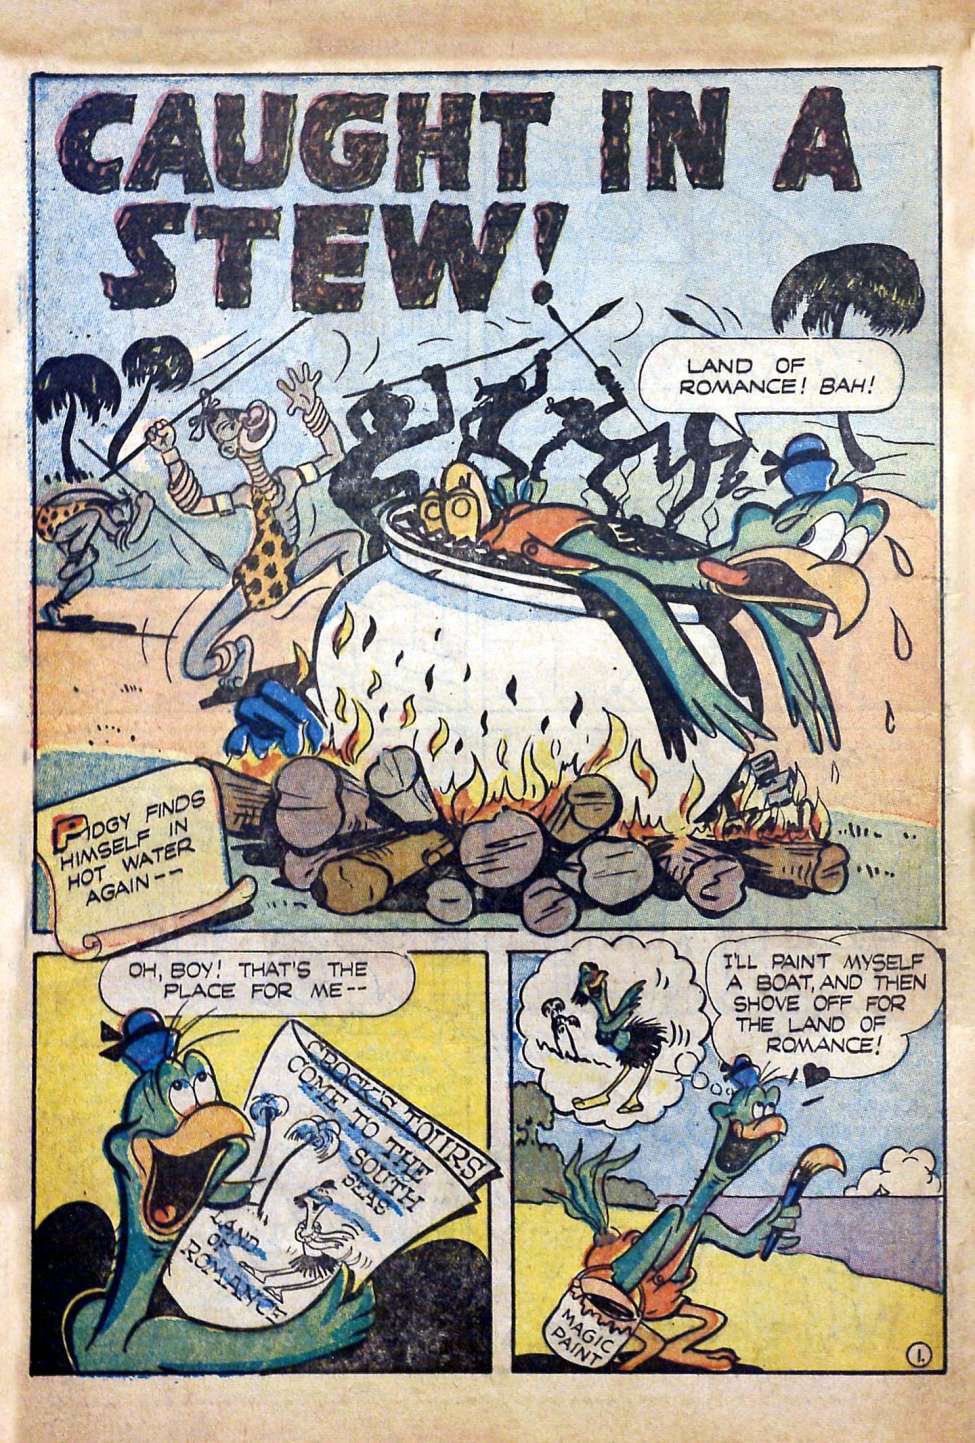 CAUGHT IN A
STEW!
LAND OF
ROMANCE! BAH!
PIDGY FINDS
HIMSELF IN
HOT WATER
AGAIN--
OH, BOY! THAT'S THE
PLACE FOR ME--
CROCK'S TOURS
COME TO THE
SOUTH
SEAS
LAND
OF
ROMANCE
I'LL PAINT MYSELF
A BOAT, AND THEN
SHOVE OFF FOR
THE LAND OF
ROMANCE!
MAGIC
PAINT
1.